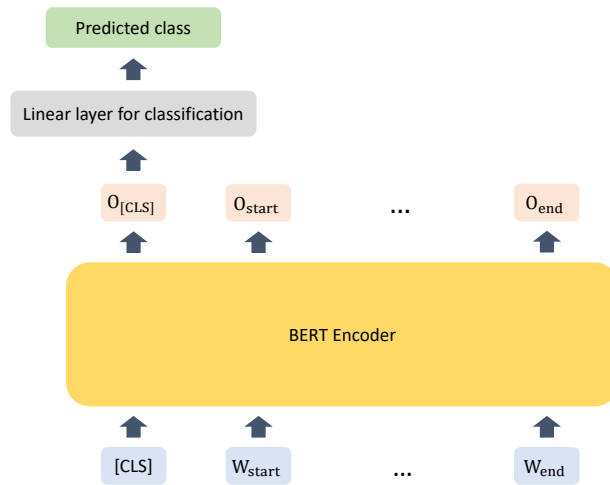 Predicted class
Linear layer for classification
O[CLS] Ostart ... Oend
BERT Encoder
[CLS] Wstart ... Wend